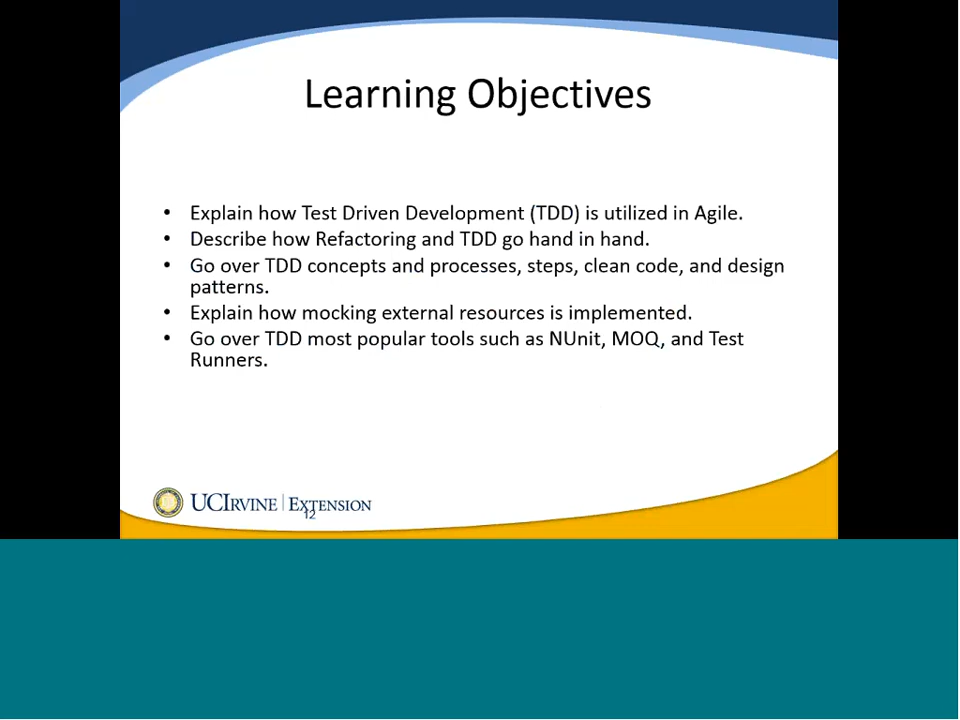 Learning Objectives
• Explain how Test Driven Development (TDD) is utilized in Agile.
• Describe how Refactoring and TDD go hand in hand.
• Go over TDD concepts and processes, steps, clean code, and design
patterns.
• Explain how mocking external resources is implemented.
• Go over TDD most popular tools such as NUnit, MOQ, and Test
Runners.
UCIRVINE | EXTENSION
12